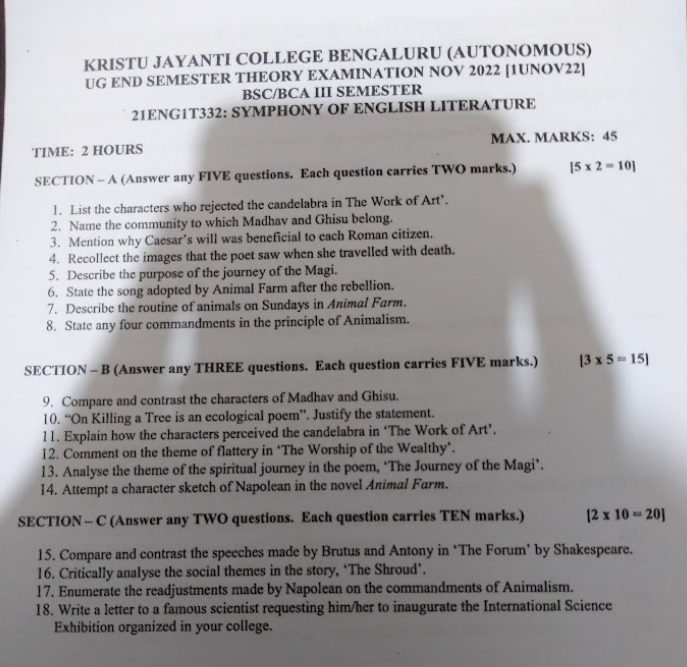 KRISTU JAYANTI COLLEGE BENGALURU (AUTONOMOUS)
UG END SEMESTER THEORY EXAMINATION NOV 2022 [1UNOV22]
BSC/BCA III SEMESTER
21ENG1T332: SYMPHONY OF ENGLISH LITERATURE
TIME: 2 HOURS MAX. MARKS: 45
SECTION – A (Answer any FIVE questions. Each question carries TWO marks.) [5 x 2 = 10]
1. List the characters who rejected the candelabra in The Work of Art’.
2. Name the community to which Madhav and Ghisu belong.
3. Mention why Caesar’s will was beneficial to each Roman citizen.
4. Recollect the images that the poet saw when she travelled with death.
5. Describe the purpose of the journey of the Magi.
6. State the song adopted by Animal Farm after the rebellion.
7. Describe the routine of animals on Sundays in Animal Farm.
8. State any four commandments in the principle of Animalism.
SECTION – B (Answer any THREE questions. Each question carries FIVE marks.) [3 x 5 = 15]
9. Compare and contrast the characters of Madhav and Ghisu.
10. “On Killing a Tree is an ecological poem”. Justify the statement.
11. Explain how the characters perceived the candelabra in ‘The Work of Art’.
12. Comment on the theme of flattery in ‘The Worship of the Wealthy’.
13. Analyse the theme of the spiritual journey in the poem, ‘The Journey of the Magi’.
14. Attempt a character sketch of Napolean in the novel Animal Farm.
SECTION – C (Answer any TWO questions. Each question carries TEN marks.) [2 x 10 = 20]
15. Compare and contrast the speeches made by Brutus and Antony in ‘The Forum’ by Shakespeare.
16. Critically analyse the social themes in the story, ‘The Shroud’.
17. Enumerate the readjustments made by Napolean on the commandments of Animalism.
18. Write a letter to a famous scientist requesting him/her to inaugurate the International Science
Exhibition organized in your college.